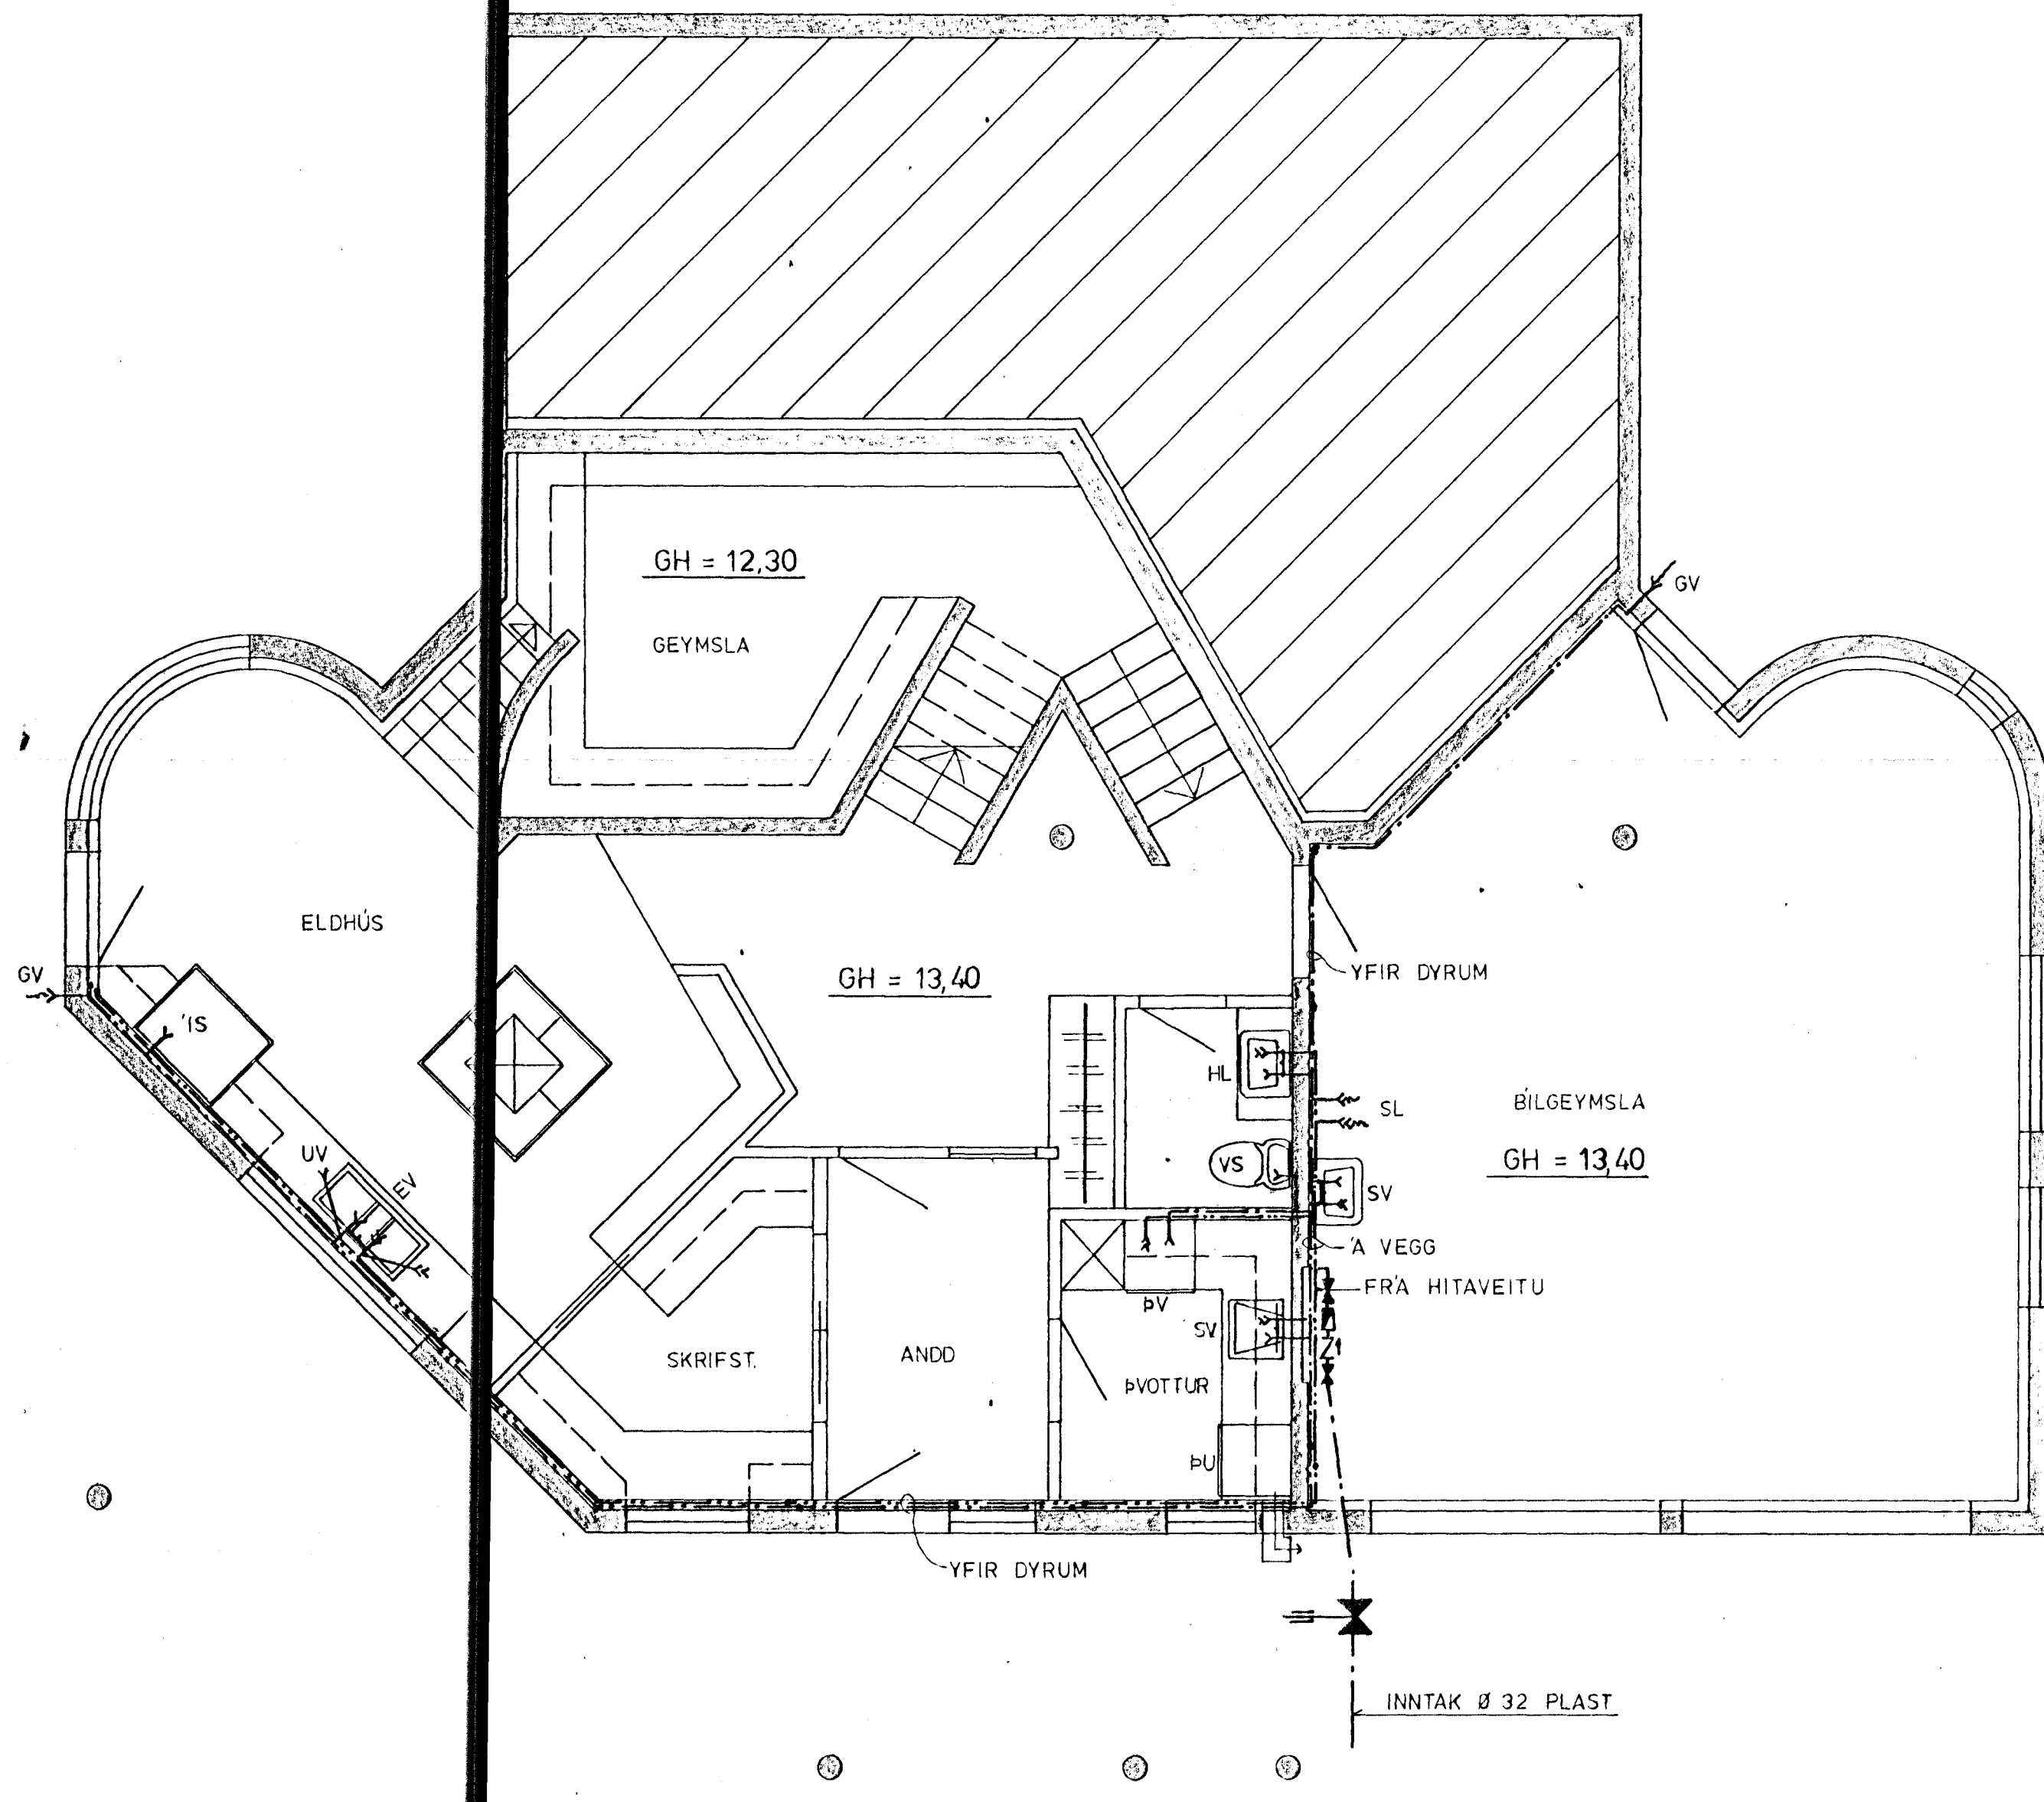 GH = 12,30
GEYMSLA
GV
ELDHÚS
GV
GH = 13,40
YFIR DYRUM
'IS
HL
SL
BÍLGEYMSLA
GH = 13,40
UV
EV
VS
SV
'A VEGG
FR'A HITAVEITU
ÞV
SV
SKRIFST.
ANDD
ÞVOTTUR
ÞU
YFIR DYRUM
INNTAK Ø 32 PLAST